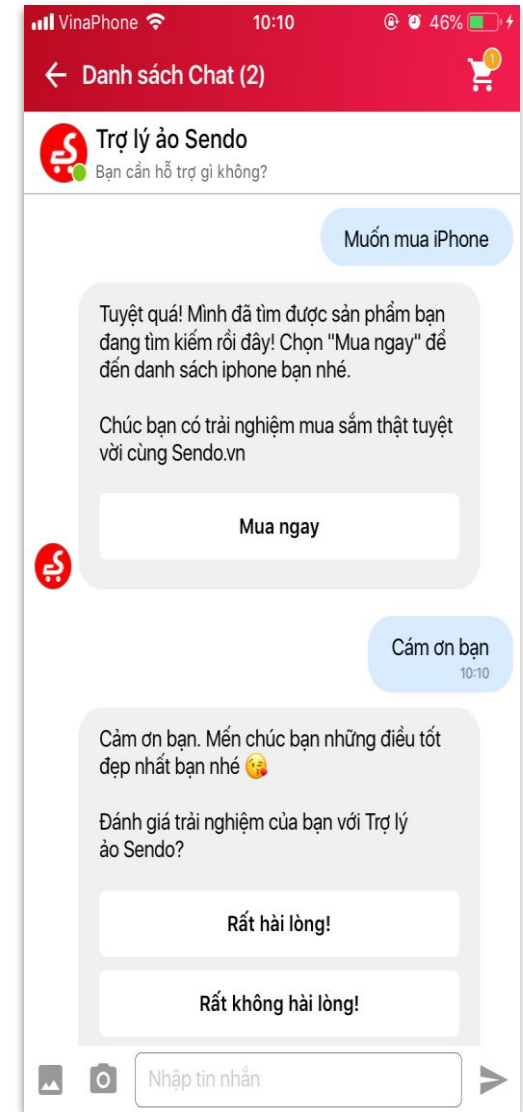 VinaPhone 10:10 46%
Danh sách Chat (2) 1
Trợ lý ảo Sendo
Bạn cần hỗ trợ gì không?
Muốn mua iPhone
Tuyệt quá! Mình đã tìm được sản phẩm bạn
đang tìm kiếm rồi đây! Chọn "Mua ngay" để
đến danh sách iphone bạn nhé.
Chúc bạn có trải nghiệm mua sắm thật tuyệt
vời cùng Sendo.vn
Mua ngay
Cám ơn bạn
10:10
Cảm ơn bạn. Mến chúc bạn những điều tốt
đẹp nhất bạn nhé 😘
Đánh giá trải nghiệm của bạn với Trợ lý
ảo Sendo?
Rất hài lòng!
Rất không hài lòng!
Nhập tin nhắn